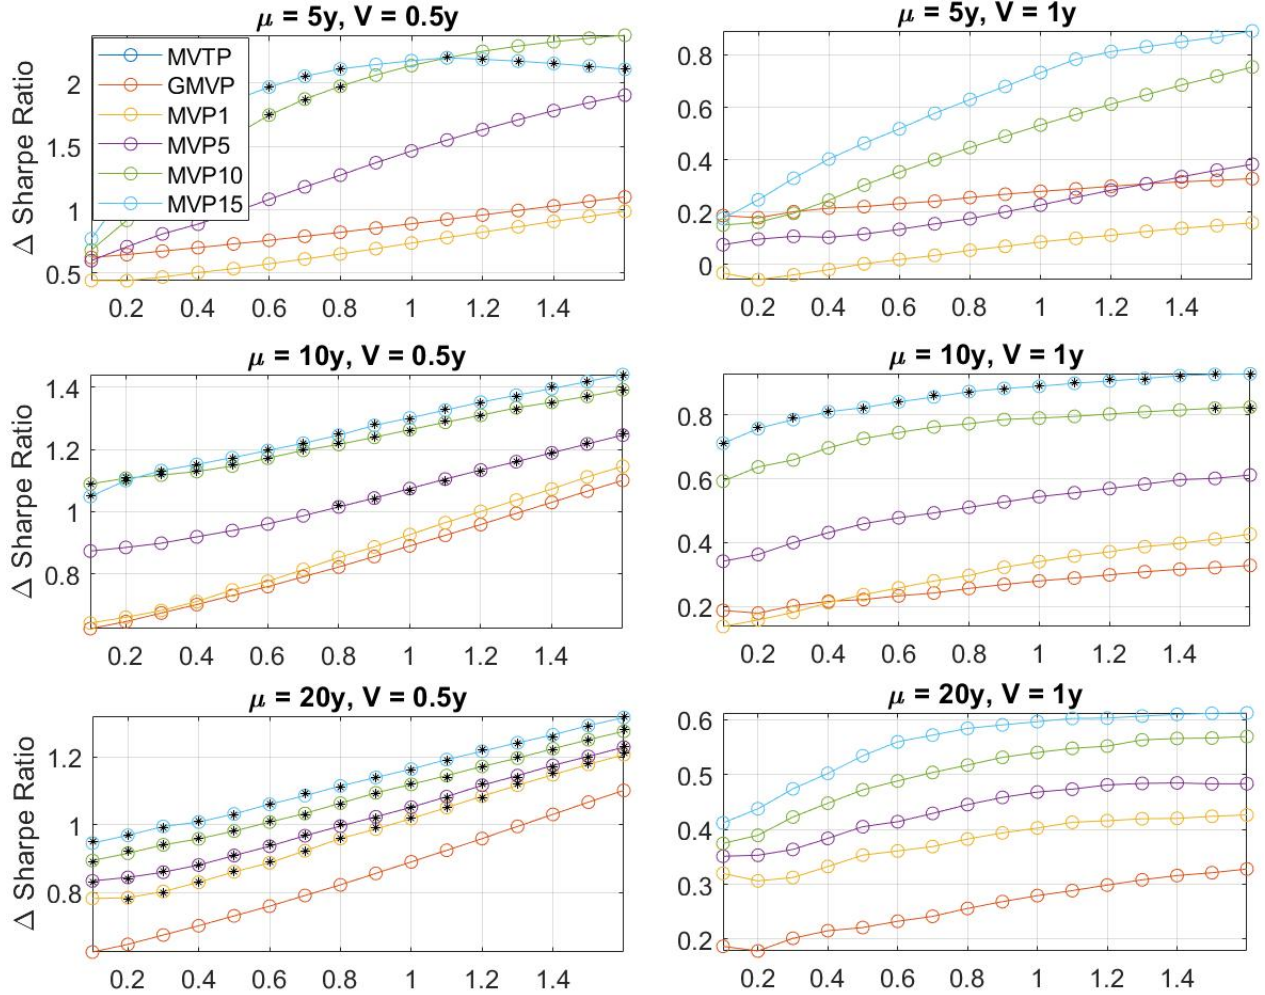 μ = 5y, V = 0.5y
Δ Sharpe Ratio
2
1.5
1
0.5
MVTP
GMVP
MVP1
MVP5
MVP10
MVP15
0.2 0.4 0.6 0.8 1 1.2 1.4
μ = 5y, V = 1y
0.8
0.6
0.4
0.2
0
0.2 0.4 0.6 0.8 1 1.2 1.4
μ = 10y, V = 0.5y
Δ Sharpe Ratio
1.4
1.2
1
0.8
0.2 0.4 0.6 0.8 1 1.2 1.4
μ = 10y, V = 1y
0.8
0.6
0.4
0.2
0.2 0.4 0.6 0.8 1 1.2 1.4
μ = 20y, V = 0.5y
Δ Sharpe Ratio
1.2
1
0.8
0.2 0.4 0.6 0.8 1 1.2 1.4
μ = 20y, V = 1y
0.6
0.5
0.4
0.3
0.2
0.2 0.4 0.6 0.8 1 1.2 1.4